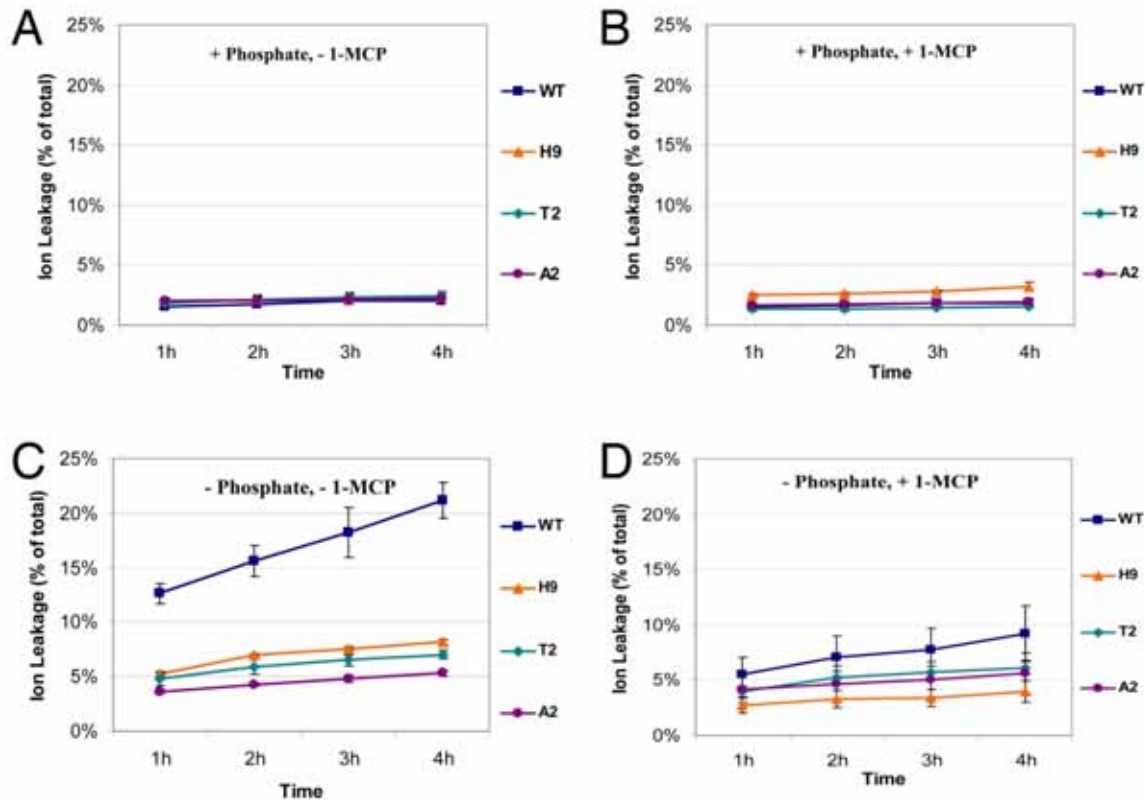 A
+ Phosphate, - 1-MCP
Ion Leakage (% of total)
25%
20%
15%
10%
5%
0%
1h 2h 3h 4h
Time
WT
H9
T2
A2
B
+ Phosphate, + 1-MCP
Ion Leakage (% of total)
25%
20%
15%
10%
5%
0%
1h 2h 3h 4h
Time
WT
H9
T2
A2
C
- Phosphate, - 1-MCP
Ion Leakage (% of total)
25%
20%
15%
10%
5%
0%
1h 2h 3h 4h
Time
WT
H9
T2
A2
D
- Phosphate, + 1-MCP
Ion Leakage (% of total)
25%
20%
15%
10%
5%
0%
1h 2h 3h 4h
Time
WT
H9
T2
A2